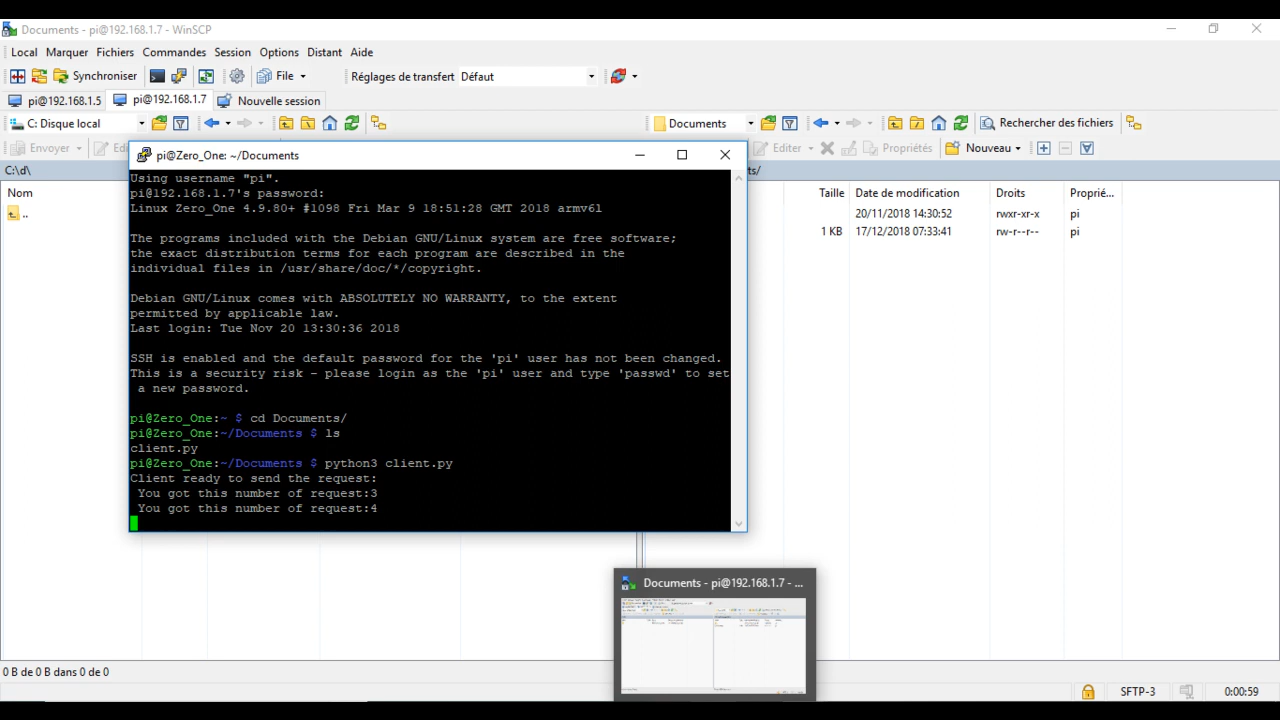 Documents - pi@192.168.1.7 - WinSCP
Local Marquer Fichiers Commandes Session Options Distant Aide
Synchroniser File Réglages de transfert Défaut
pi@192.168.1.5 pi@192.168.1.7 Nouvelle session
C: Disque local Documents Rechercher des fichiers
Envoyer Edi Editer Propriétés Nouveau
pi@Zero_One: ~/Documents
C:\d\ ts/
Nom Taille Date de modification Droits Proprié...
..
20/11/2018 14:30:52 rwxr-xr-x pi
1 KB 17/12/2018 07:33:41 rw-r--r-- pi
Using username "pi".
pi@192.168.1.7's password:
Linux Zero_One 4.9.80+ #1098 Fri Mar 9 18:51:28 GMT 2018 armv6l
The programs included with the Debian GNU/Linux system are free software;
the exact distribution terms for each program are described in the
individual files in /usr/share/doc/*/copyright.
Debian GNU/Linux comes with ABSOLUTELY NO WARRANTY, to the extent
permitted by applicable law.
Last login: Tue Nov 20 13:30:36 2018
SSH is enabled and the default password for the 'pi' user has not been changed.
This is a security risk - please login as the 'pi' user and type 'passwd' to set
a new password.
pi@Zero_One:~ $ cd Documents/
pi@Zero_One:~/Documents $ ls
client.py
pi@Zero_One:~/Documents $ python3 client.py
Client ready to send the request:
You got this number of request:3
You got this number of request:4
Documents - pi@192.168.1.7 - ...
0 B de 0 B dans 0 de 0
SFTP-3 0:00:59